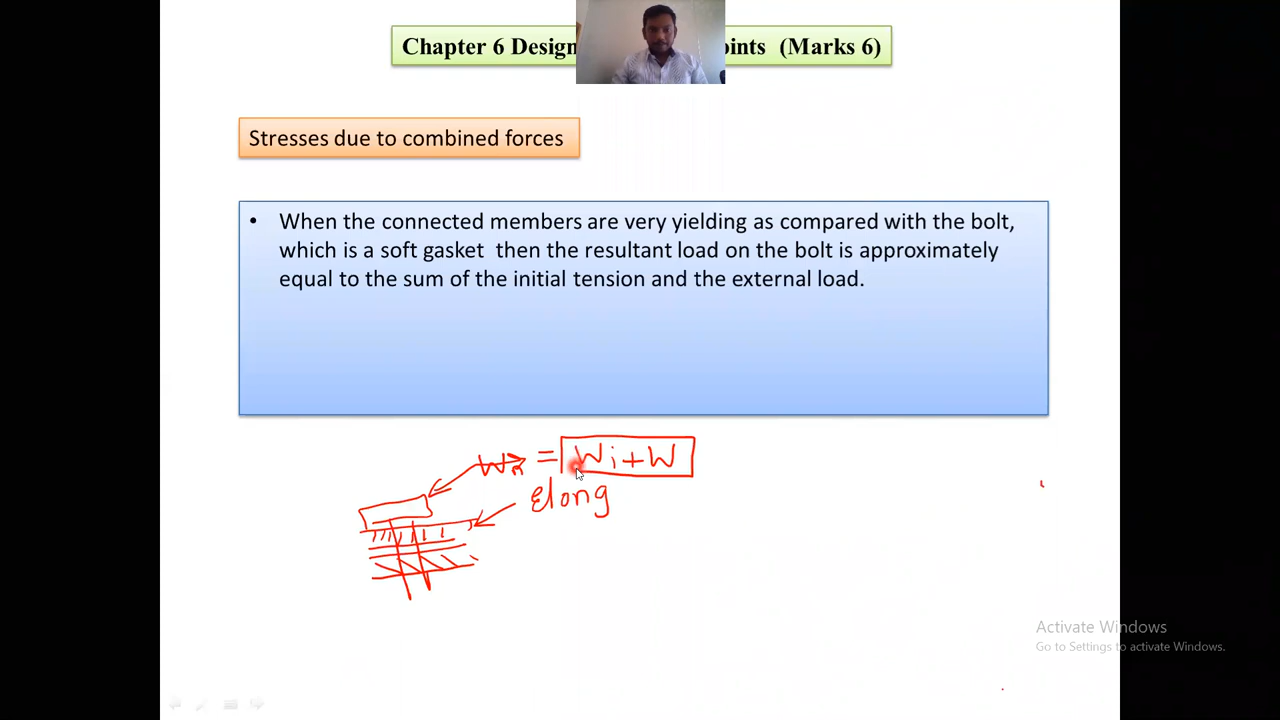 Chapter 6 Design oints (Marks 6)
Stresses due to combined forces
• When the connected members are very yielding as compared with the bolt,
which is a soft gasket then the resultant load on the bolt is approximately
equal to the sum of the initial tension and the external load.
= Wi+W
Elong
Activate Windows
Go to Settings to activate Windows.